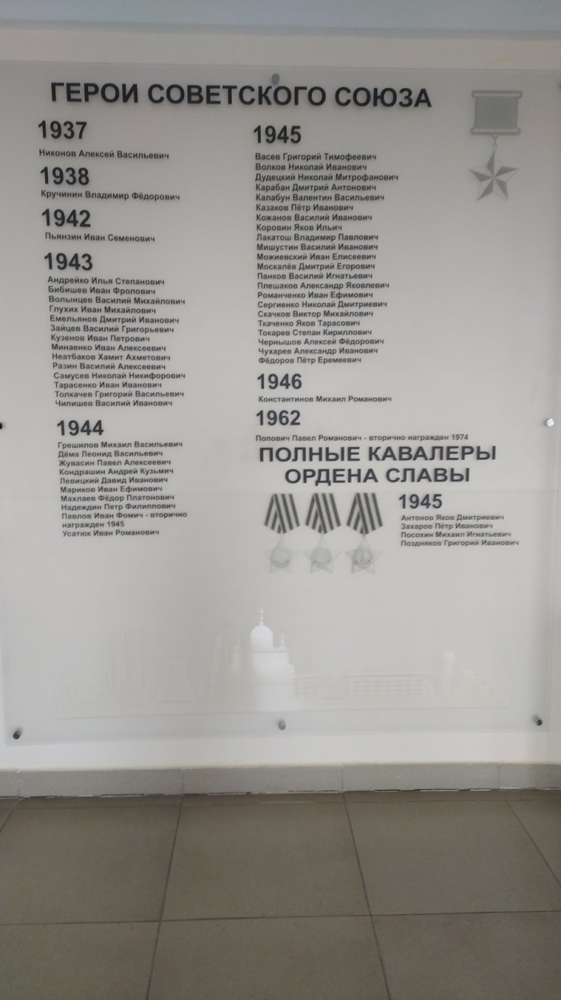 ГЕРОИ СОВЕТСКОГО СОЮЗА
1937
Никонов Алексей Васильевич
1938
Кручинин Владимир Фёдорович
1942
Пьянзин Иван Семенович
1943
Андрейко Илья Степанович
Бибишев Иван Фролович
Волынцев Василий Михайлович
Глухих Иван Михайлович
Емельянов Дмитрий Иванович
Зайцев Василий Григорьевич
Кузенов Иван Петрович
Минаенко Иван Алексеевич
Неатбаков Хамит Ахметович
Разин Василий Алексеевич
Самусев Николай Никифорович
Тарасенко Иван Иванович
Толкачев Григорий Васильевич
Чипишев Василий Иванович
1944
Грешилов Михаил Васильевич
Дёма Леонид Васильевич
Жувасин Павел Алексеевич
Кондрашин Андрей Кузьмич
Левицкий Давид Иванович
Мариков Иван Ефимович
Махлаев Фёдор Платонович
Надеждин Петр Филиппович
Павлов Иван Фомич - вторично
награжден 1945
Усатюк Иван Романович
1945
Васев Григорий Тимофеевич
Волков Николай Иванович
Дудецкий Николай Митрофанович
Карабан Дмитрий Антонович
Калабун Валентин Васильевич
Казаков Пётр Иванович
Кожанов Василий Иванович
Коровин Яков Ильич
Лакатош Владимир Павлович
Мишустин Василий Иванович
Можиевский Иван Елисеевич
Москалёв Дмитрий Егорович
Панков Василий Игнатьевич
Плешаков Александр Яковлевич
Романченко Иван Ефимович
Сергиенко Николай Дмитриевич
Скачков Виктор Михайлович
Ткаченко Яков Тарасович
Токарев Степан Кириллович
Чернышов Алексей Фёдорович
Чухарев Александр Иванович
Фёдоров Пётр Еремеевич
1946
Константинов Михаил Романович
1962
Попович Павел Романович - вторично награжден 1974
ПОЛНЫЕ КАВАЛЕРЫ
ОРДЕНА СЛАВЫ
1945
Антонов Яков Дмитриевич
Захаров Пётр Иванович
Посохин Михаил Игнатьевич
Поздняков Григорий Иванович